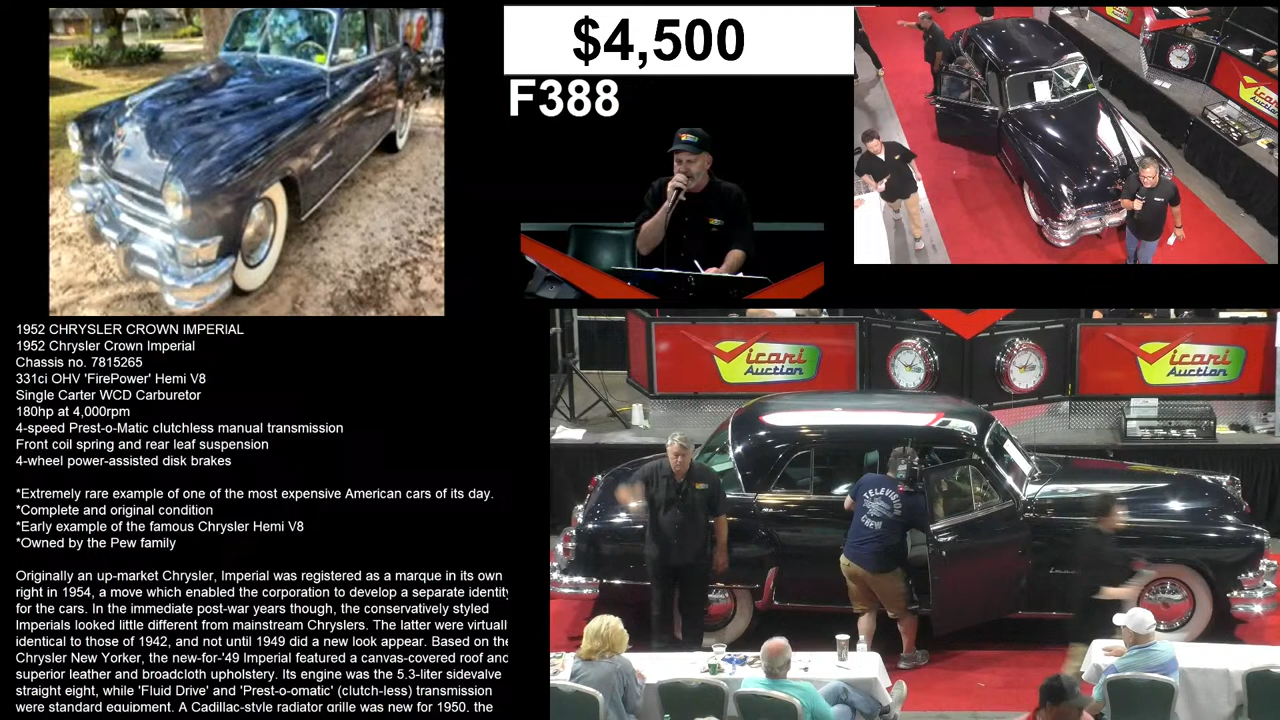 $4,500
F388
Vicari
Auction
1952 CHRYSLER CROWN IMPERIAL
1952 Chrysler Crown Imperial
Chassis no. 7815265
331ci OHV 'FirePower' Hemi V8
Single Carter WCD Carburetor
180hp at 4,000rpm
4-speed Prest-o-Matic clutchless manual transmission
Front coil spring and rear leaf suspension
4-wheel power-assisted disk brakes
*Extremely rare example of one of the most expensive American cars of its day.
*Complete and original condition
*Early example of the famous Chrysler Hemi V8
*Owned by the Pew family
Originally an up-market Chrysler, Imperial was registered as a marque in its own
right in 1954, a move which enabled the corporation to develop a separate identity
for the cars. In the immediate post-war years though, the conservatively styled
Imperials looked little different from mainstream Chryslers. The latter were virtuall
identical to those of 1942, and not until 1949 did a new look appear. Based on the
Chrysler New Yorker, the new-for-'49 Imperial featured a canvas-covered roof and
superior leather and broadcloth upholstery. Its engine was the 5.3-liter sidevalve
straight eight, while 'Fluid Drive' and 'Prest-o-omatic' (clutch-less) transmission
were standard equipment. A Cadillac-style radiator grille was new for 1950, the
Vicari
Auction
Vicari
Auction
TELEVISION
CREW